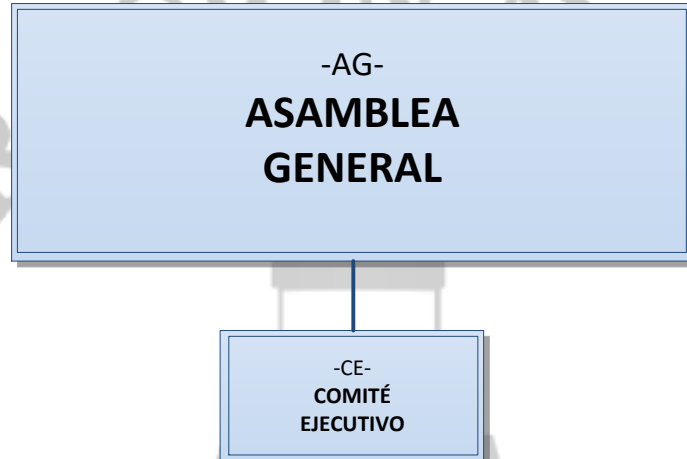 -AG-
ASAMBLEA
GENERAL
-CE-
COMITÉ
EJECUTIVO